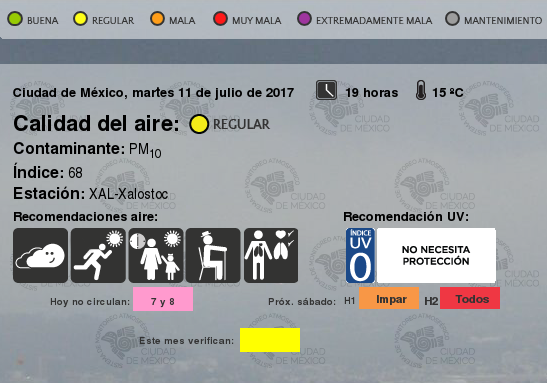 BUENA REGULAR MALA MUY MALA EXTREMADAMENTE MALA MANTENIMIENTO
Ciudad de México, martes 11 de julio de 2017 19 horas 15 ºC
Calidad del aire: REGULAR
Contaminante: PM10
Índice: 68
Estación: XAL-Xalostoc
Recomendaciones aire: Recomendación UV:
ÍNDICE
UV
0
NO NECESITA
PROTECCIÓN
Hoy no circulan: 7 y 8 Próx. sábado: H1 Impar H2 Todos
Este mes verifican:
CIUDAD
DE MÉXICO